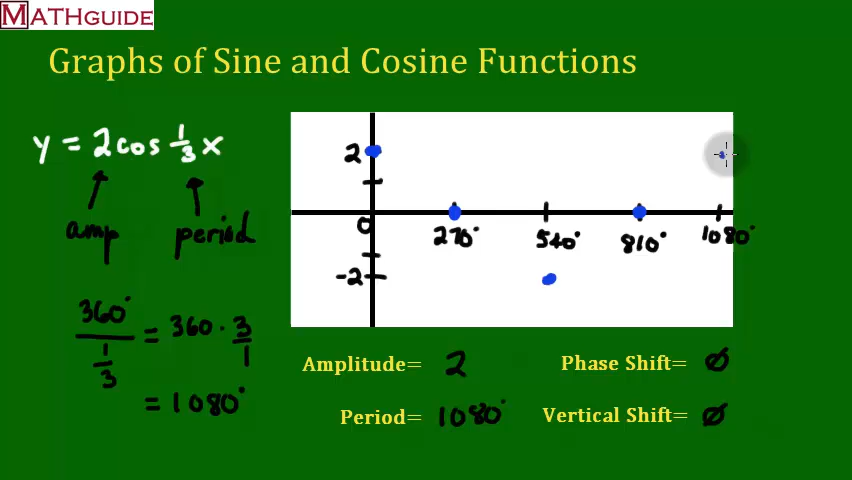 MATHGUIDE
Graphs of Sine and Cosine Functions
y = 2cos 1/3 x
amp period
360°/(1/3) = 360 · 3/1
= 1080°
2
0
-2
270° 540° 810° 1080°
Amplitude= 2
Phase Shift= Ø
Period= 1080°
Vertical Shift= Ø